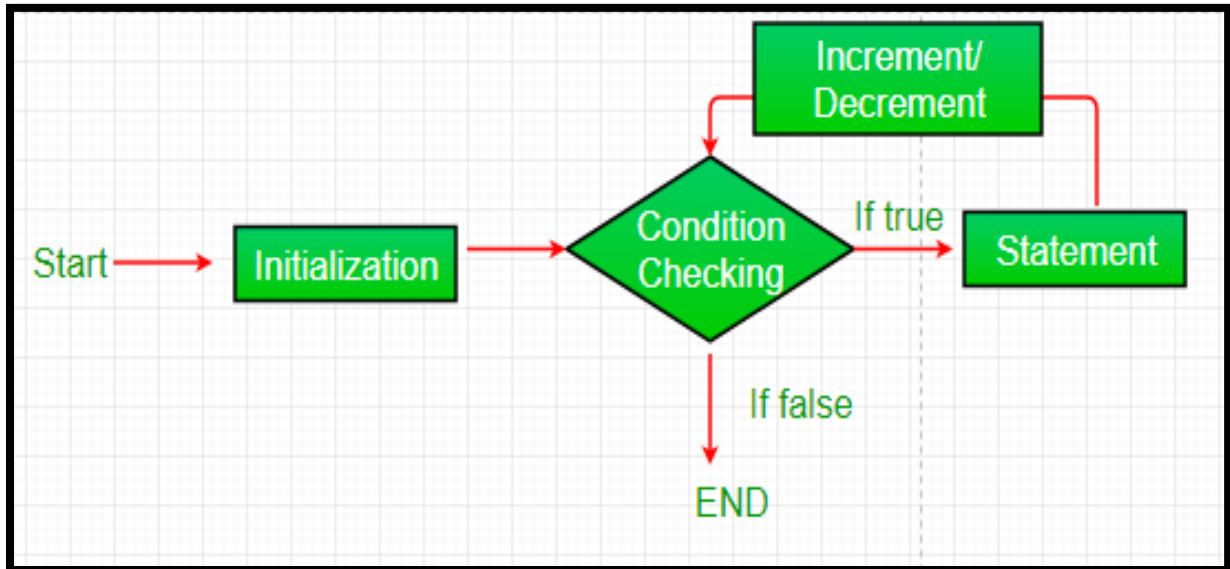 Increment/
Decrement
Start
Initialization
Condition
Checking
If true
Statement
If false
END